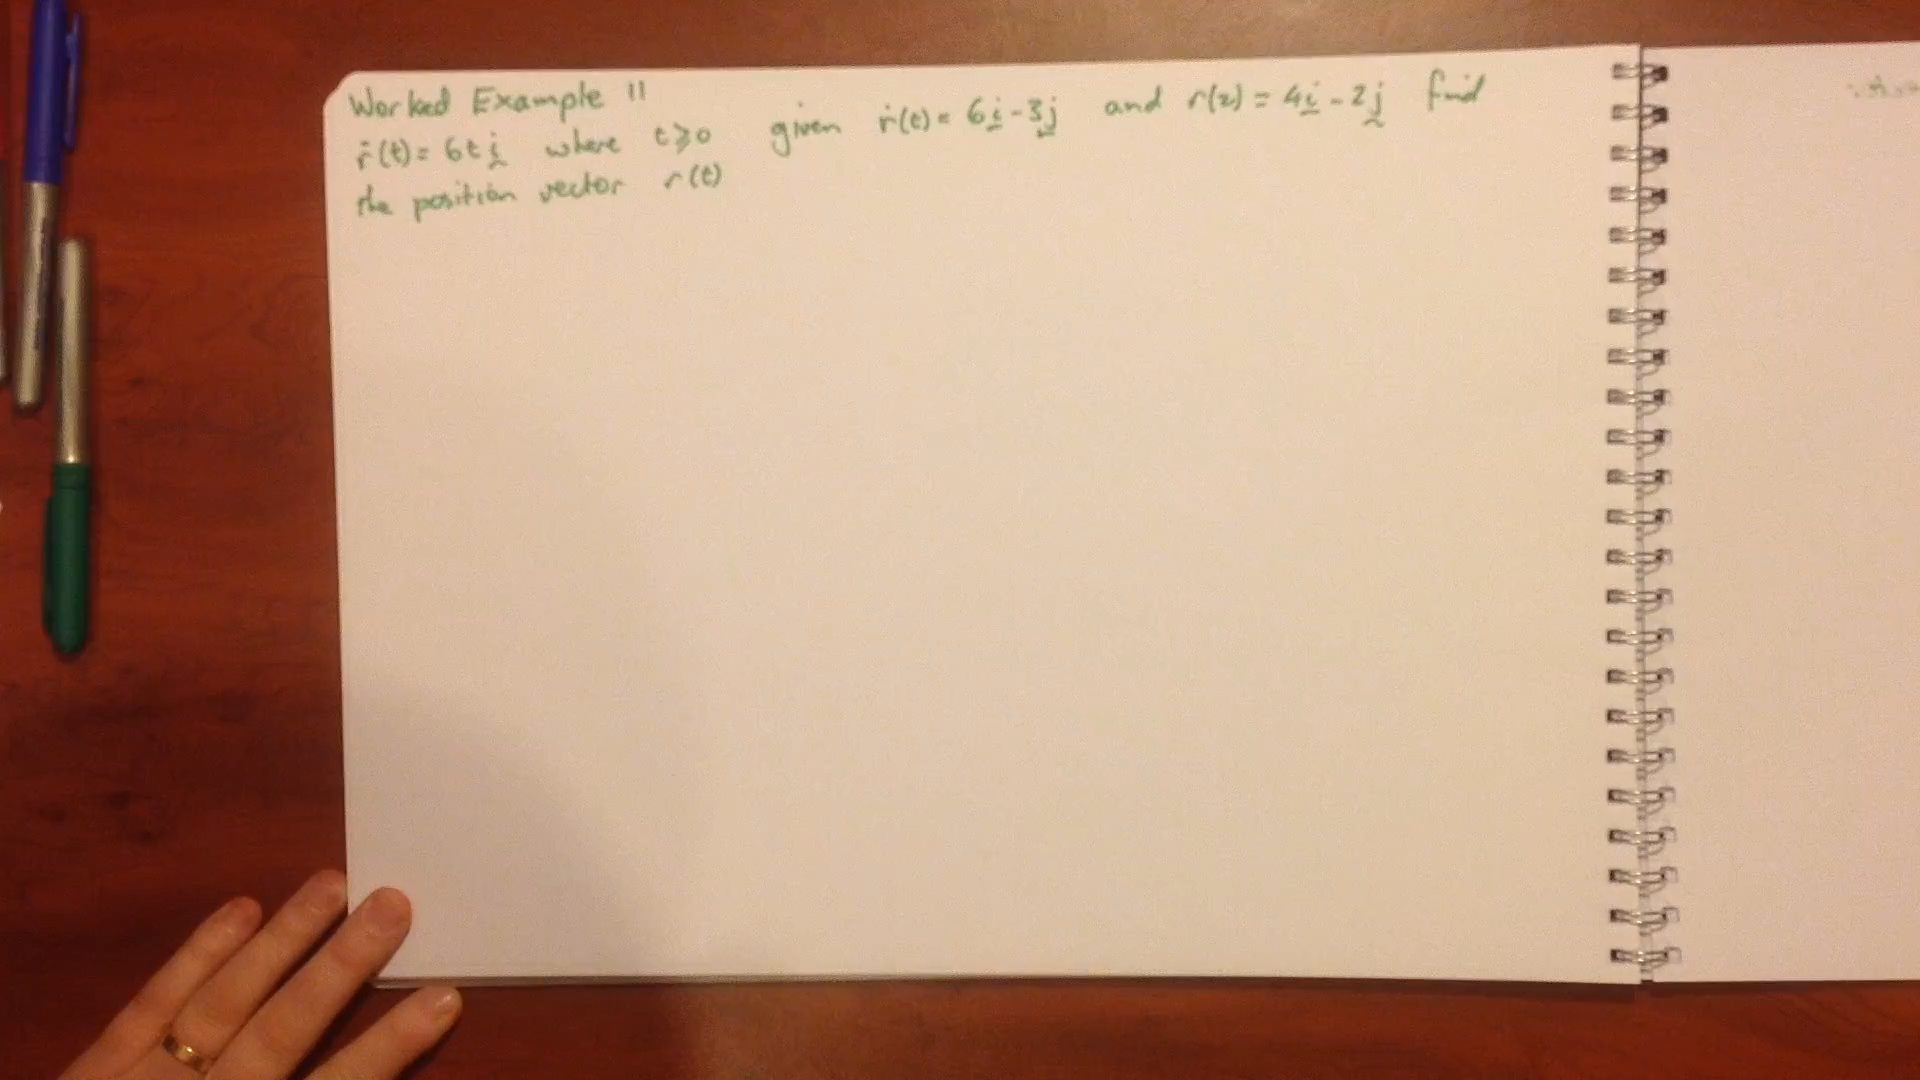 Worked Example 11
r̈(t) = 6t i where t ≥ 0 given ṙ(t) = 6i - 3j and r(2) = 4i - 2j find
the position vector r(t)